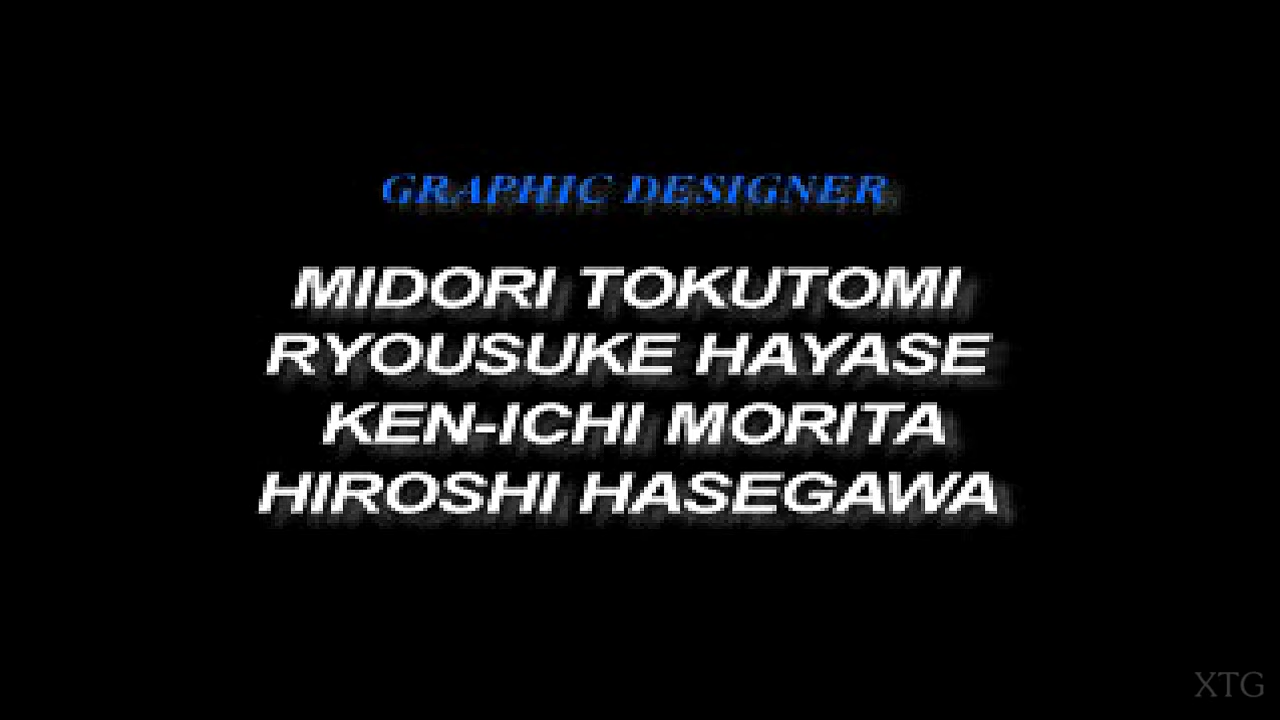 GRAPHIC DESIGNER
MIDORI TOKUTOMI
RYOUSUKE HAYASE
KEN-ICHI MORITA
HIROSHI HASEGAWA
XTG